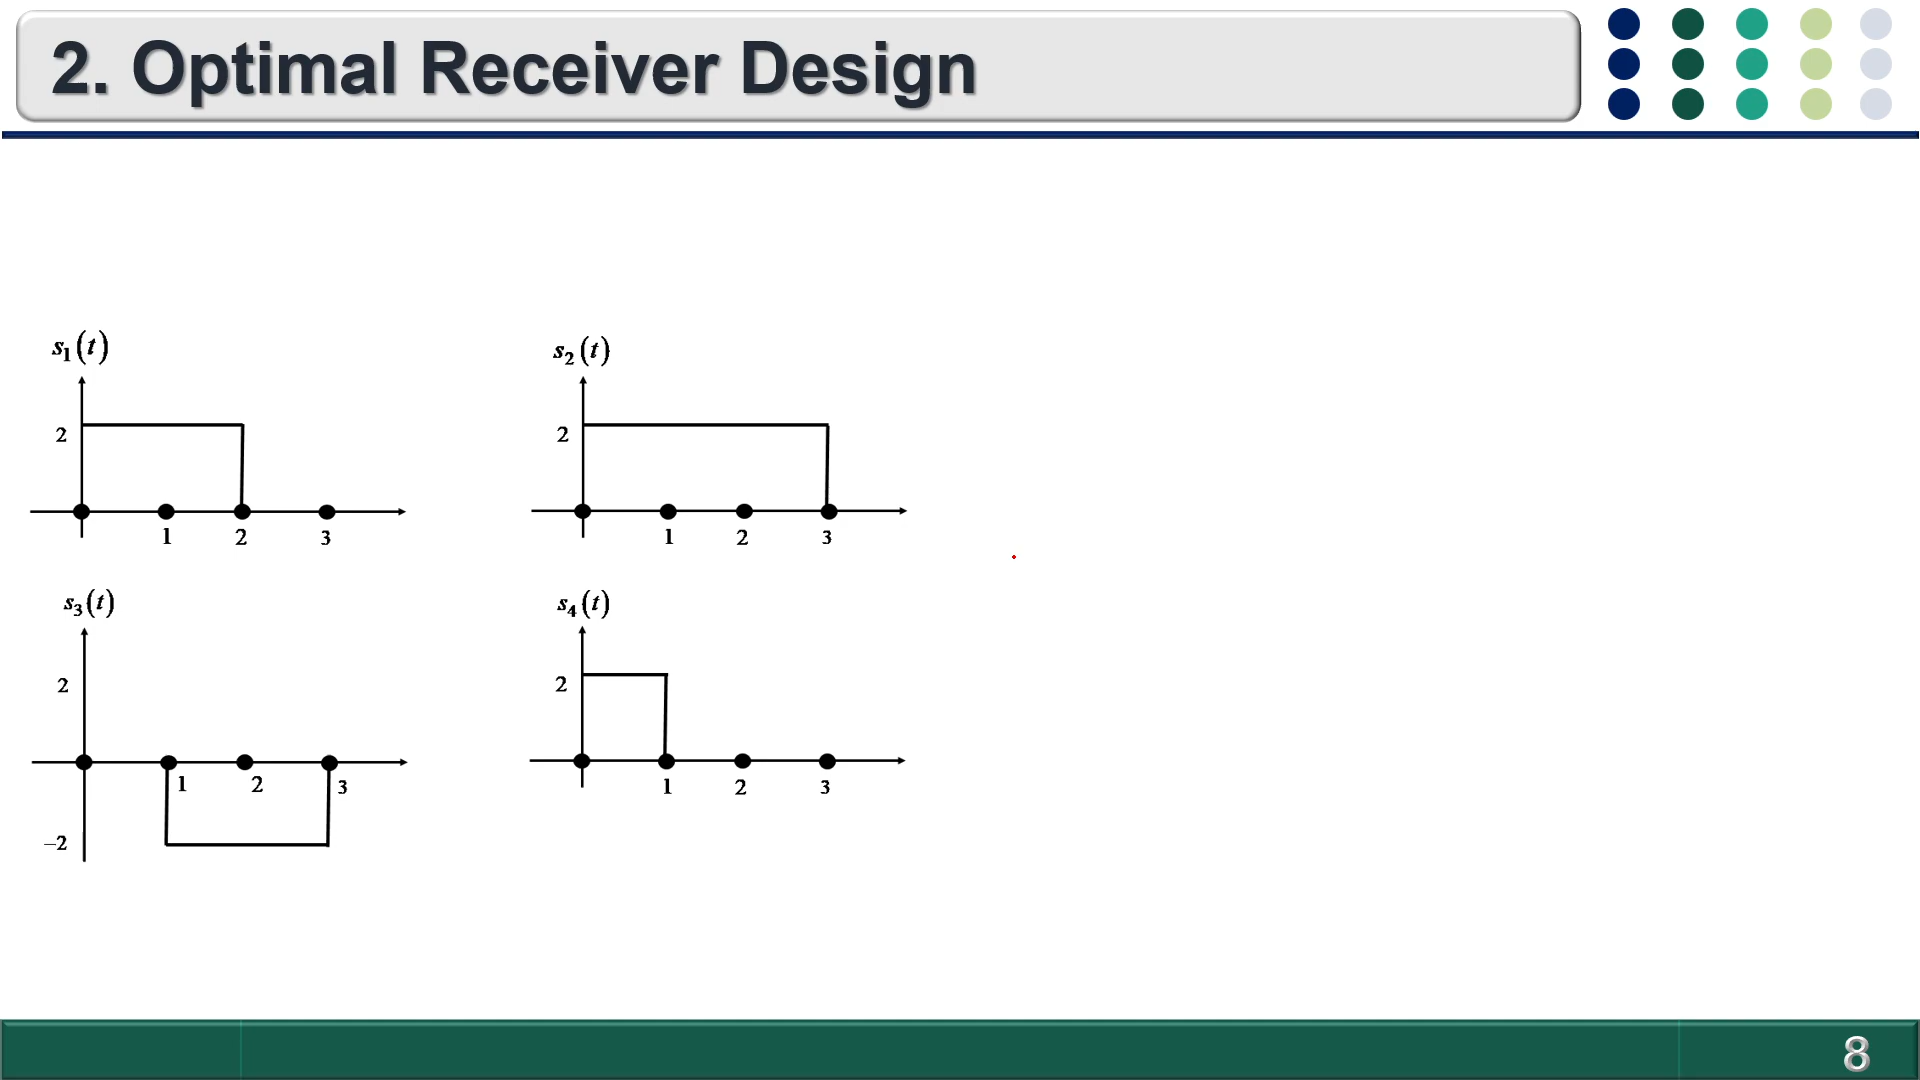 2. Optimal Receiver Design
s₁(t)
2
1 2 3
s₂(t)
2
1 2 3
s₃(t)
2
1 2 3
–2
s₄(t)
2
1 2 3
8